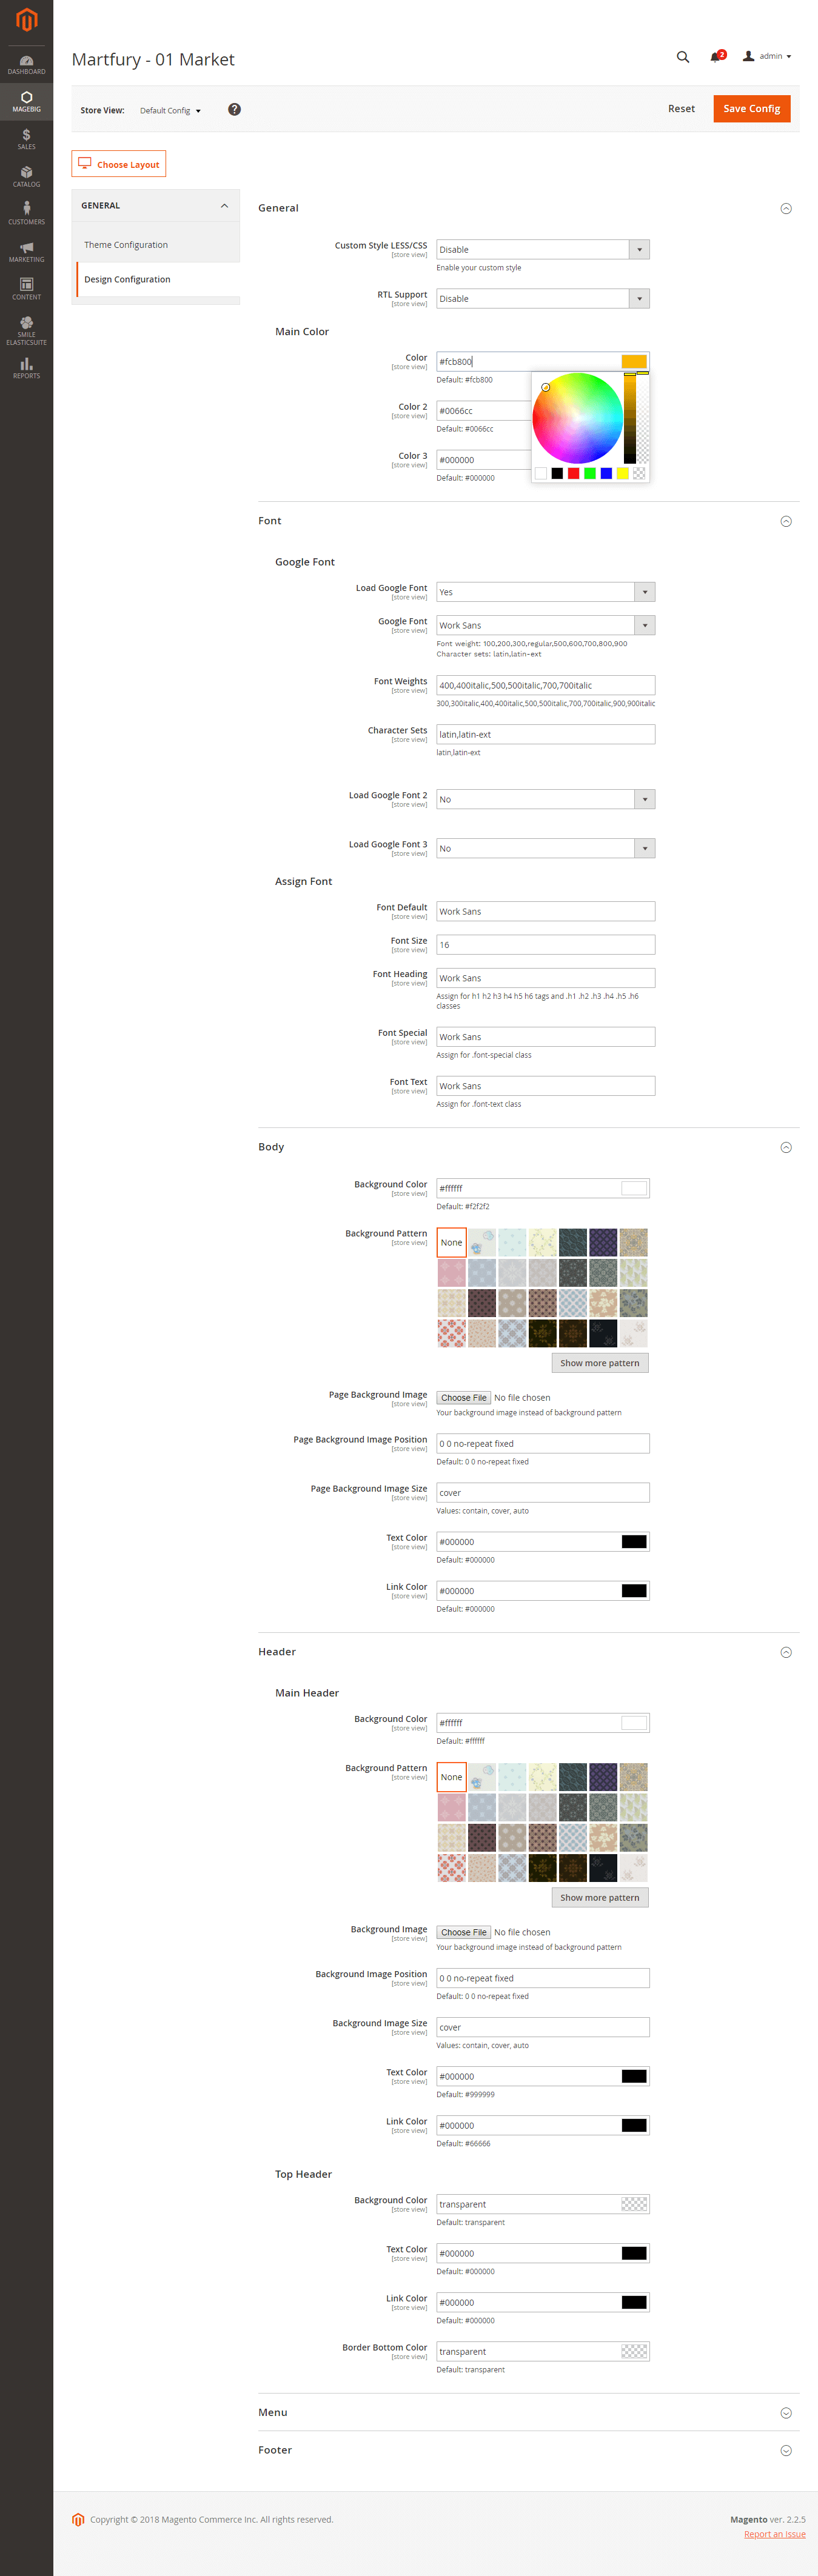 DASHBOARD
MAGEBIG
SALES
CATALOG
CUSTOMERS
MARKETING
CONTENT
SMILE
ELASTICSUITE
REPORTS
Martfury - 01 Market
2
admin
Store View:
Default Config
?
Reset
Save Config
Choose Layout
GENERAL
Theme Configuration
Design Configuration
General
Custom Style LESS/CSS
[store view]
Disable
Enable your custom style
RTL Support
[store view]
Disable
Main Color
Color
[store view]
#fcb800
Default: #fcb800
Color 2
[store view]
#0066cc
Default: #0066cc
Color 3
[store view]
#000000
Default: #000000
Font
Google Font
Load Google Font
[store view]
Yes
Google Font
[store view]
Work Sans
Font weight: 100,200,300,regular,500,600,700,800,900
Character sets: latin,latin-ext
Font Weights
[store view]
400,400italic,500,500italic,700,700italic
300,300italic,400,400italic,500,500italic,700,700italic,900,900italic
Character Sets
[store view]
latin,latin-ext
latin,latin-ext
Load Google Font 2
[store view]
No
Load Google Font 3
[store view]
No
Assign Font
Font Default
[store view]
Work Sans
Font Size
[store view]
16
Font Heading
[store view]
Work Sans
Assign for h1 h2 h3 h4 h5 h6 tags and .h1 .h2 .h3 .h4 .h5 .h6
classes
Font Special
[store view]
Work Sans
Assign for .font-special class
Font Text
[store view]
Work Sans
Assign for .font-text class
Body
Background Color
[store view]
#ffffff
Default: #f2f2f2
Background Pattern
[store view]
None
Show more pattern
Page Background Image
[store view]
Choose File No file chosen
Your background image instead of background pattern
Page Background Image Position
[store view]
0 0 no-repeat fixed
Default: 0 0 no-repeat fixed
Page Background Image Size
[store view]
cover
Values: contain, cover, auto
Text Color
[store view]
#000000
Default: #000000
Link Color
[store view]
#000000
Default: #000000
Header
Main Header
Background Color
[store view]
#ffffff
Default: #ffffff
Background Pattern
[store view]
None
Show more pattern
Background Image
[store view]
Choose File No file chosen
Your background image instead of background pattern
Background Image Position
[store view]
0 0 no-repeat fixed
Default: 0 0 no-repeat fixed
Background Image Size
[store view]
cover
Values: contain, cover, auto
Text Color
[store view]
#000000
Default: #999999
Link Color
[store view]
#000000
Default: #66666
Top Header
Background Color
[store view]
transparent
Default: transparent
Text Color
[store view]
#000000
Default: #000000
Link Color
[store view]
#000000
Default: #000000
Border Bottom Color
[store view]
transparent
Default: transparent
Menu
Footer
Copyright © 2018 Magento Commerce Inc. All rights reserved.
Magento ver. 2.2.5
Report an Issue